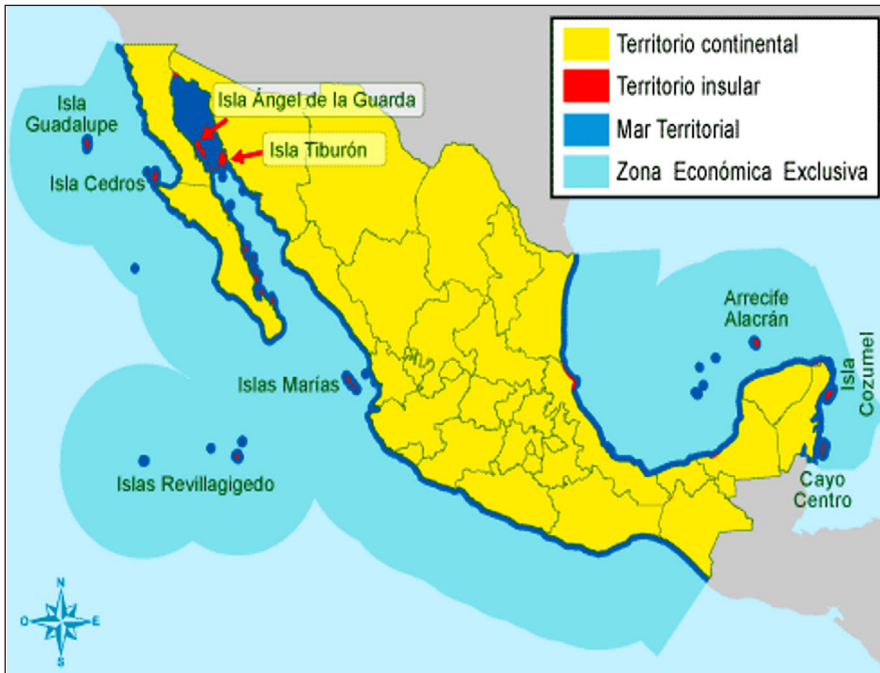 Territorio continental
Territorio insular
Mar Territorial
Zona Económica Exclusiva
Isla Ángel de la Guarda
Isla
Guadalupe
Isla Tiburón
Isla Cedros
Arrecife
Alacrán
Isla
Cozumel
Islas Marías
Islas Revillagigedo
Cayo
Centro
N
O
E
S